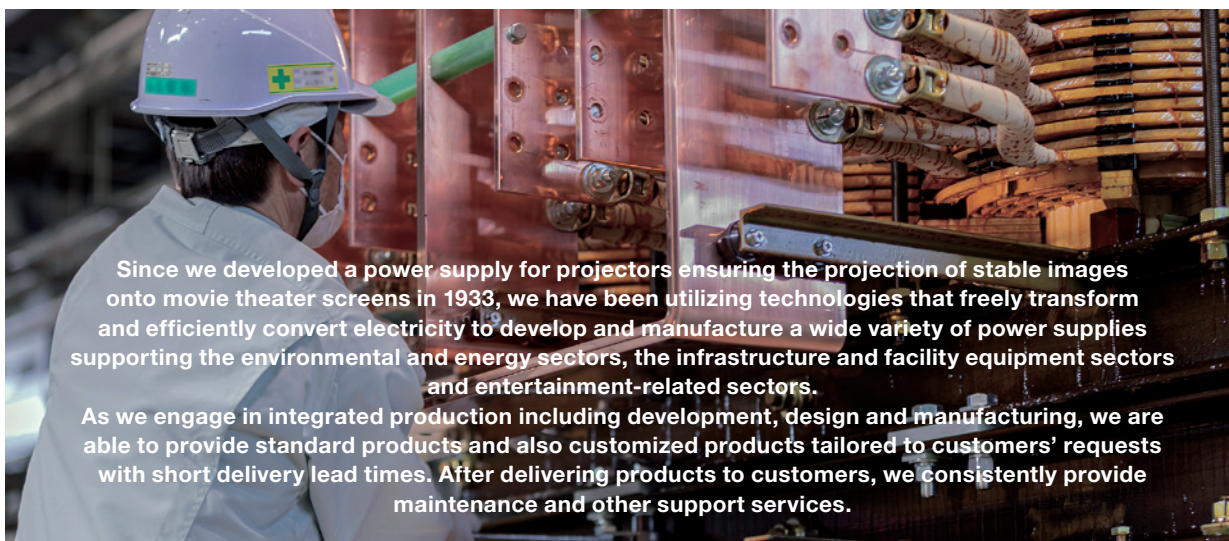 Since we developed a power supply for projectors ensuring the projection of stable images
onto movie theater screens in 1933, we have been utilizing technologies that freely transform
and efficiently convert electricity to develop and manufacture a wide variety of power supplies
supporting the environmental and energy sectors, the infrastructure and facility equipment sectors
and entertainment-related sectors.
As we engage in integrated production including development, design and manufacturing, we are
able to provide standard products and also customized products tailored to customers’ requests
with short delivery lead times. After delivering products to customers, we consistently provide
maintenance and other support services.